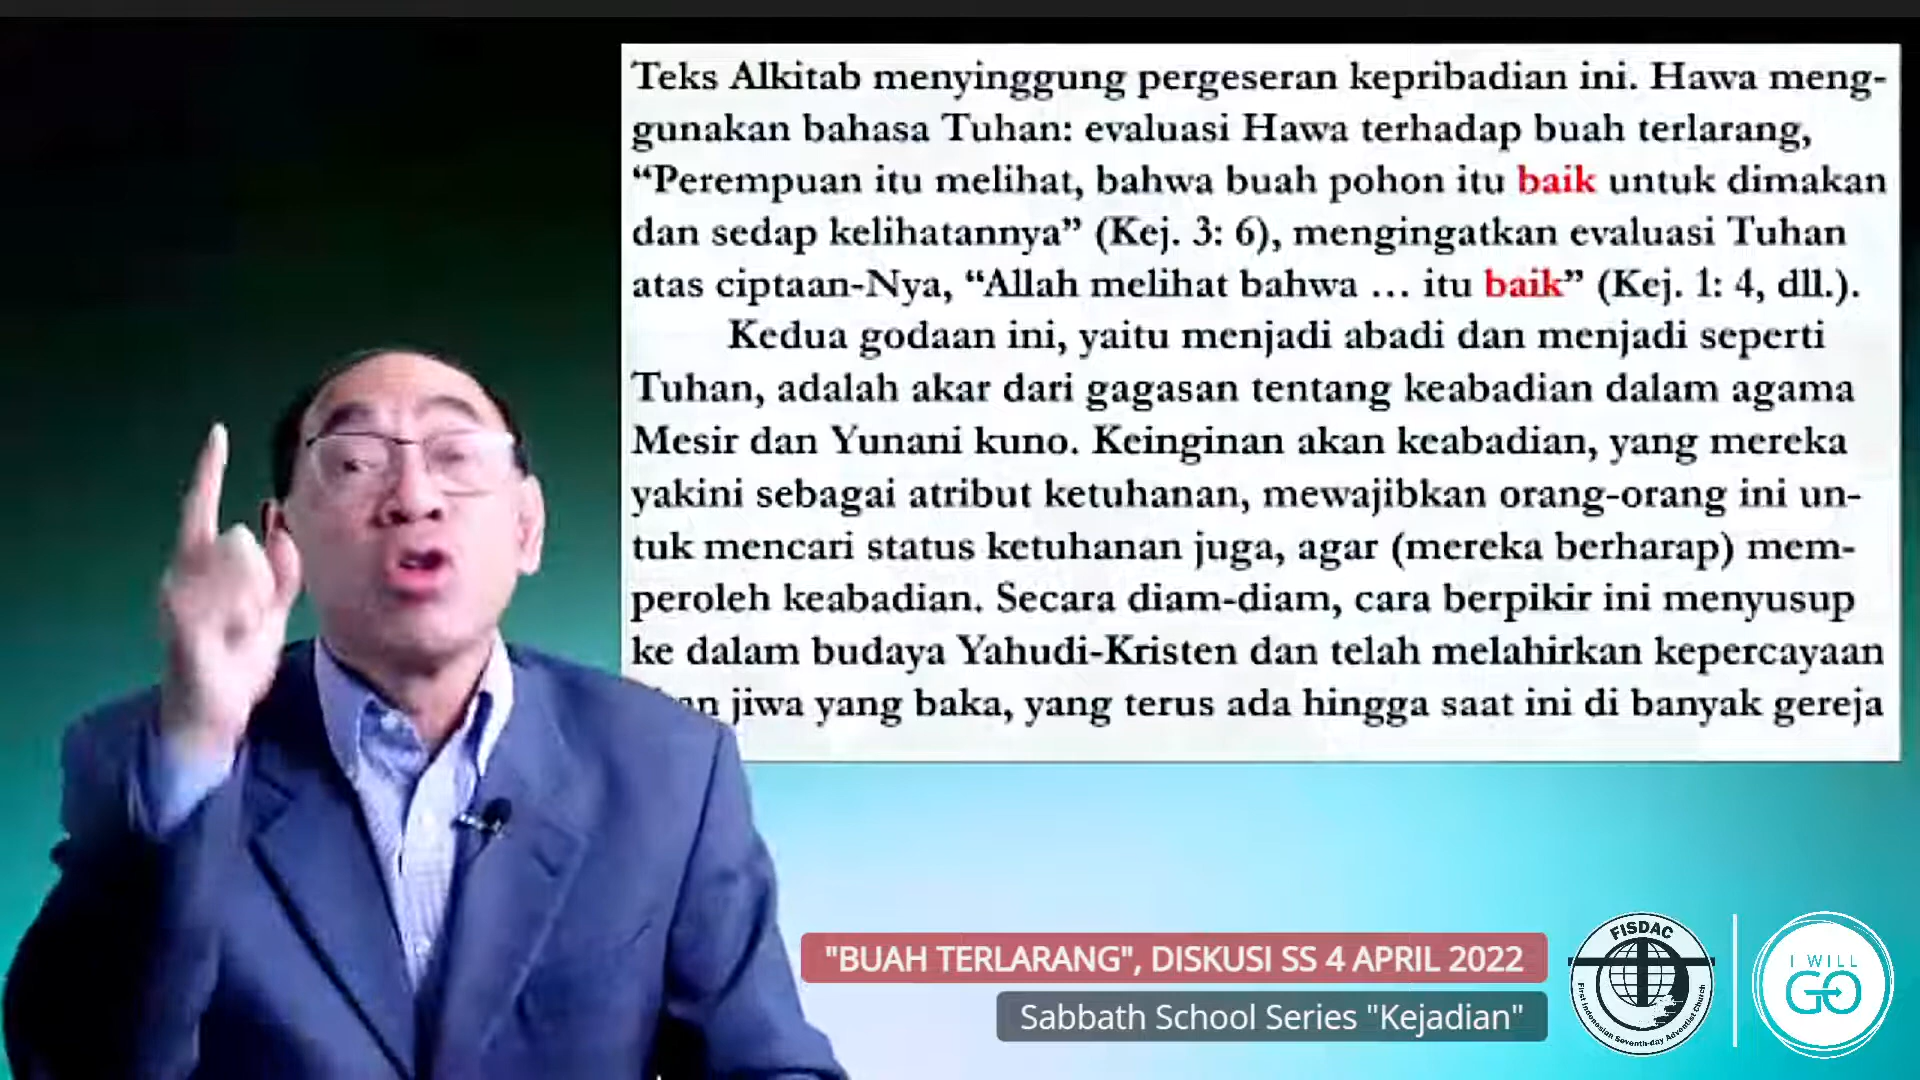 Teks Alkitab menyinggung pergeseran kepribadian ini. Hawa meng-
gunakan bahasa Tuhan: evaluasi Hawa terhadap buah terlarang,
“Perempuan itu melihat, bahwa buah pohon itu baik untuk dimakan
dan sedap kelihatannya” (Kej. 3: 6), mengingatkan evaluasi Tuhan
atas ciptaan-Nya, “Allah melihat bahwa … itu baik” (Kej. 1: 4, dll.).
Kedua godaan ini, yaitu menjadi abadi dan menjadi seperti
Tuhan, adalah akar dari gagasan tentang keabadian dalam agama
Mesir dan Yunani kuno. Keinginan akan keabadian, yang mereka
yakini sebagai atribut ketuhanan, mewajibkan orang-orang ini un-
tuk mencari status ketuhanan juga, agar (mereka berharap) mem-
peroleh keabadian. Secara diam-diam, cara berpikir ini menyusup
ke dalam budaya Yahudi-Kristen dan telah melahirkan kepercayaan
jiwa yang baka, yang terus ada hingga saat ini di banyak gereja
"BUAH TERLARANG", DISKUSI SS 4 APRIL 2022
Sabbath School Series "Kejadian"
FISDAC
First Indonesian Seventh-day Adventist Church
I WILL
GO